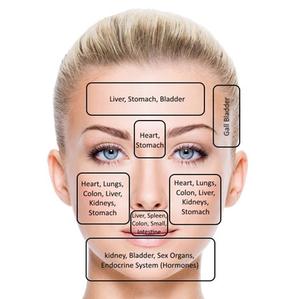 Liver, Stomach, Bladder
Gall Bladder
Heart,
Stomach
Heart, Lungs,
Colon, Liver,
Kidneys,
Stomach
Heart, Lungs,
Colon, Liver,
Kidneys,
Stomach
Liver, Spleen,
Colon, Small,
Intestine
kidney, Bladder, Sex Organs,
Endocrine System (Hormones)